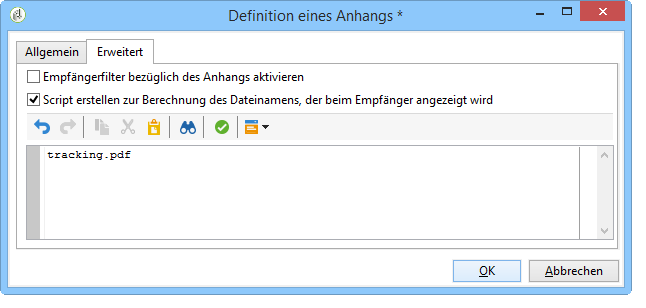 Definition eines Anhangs *
Allgemein
Erweitert
Empfängerfilter bezüglich des Anhangs aktivieren
Script erstellen zur Berechnung des Dateinamens, der beim Empfänger angezeigt wird
tracking.pdf
OK
Abbrechen